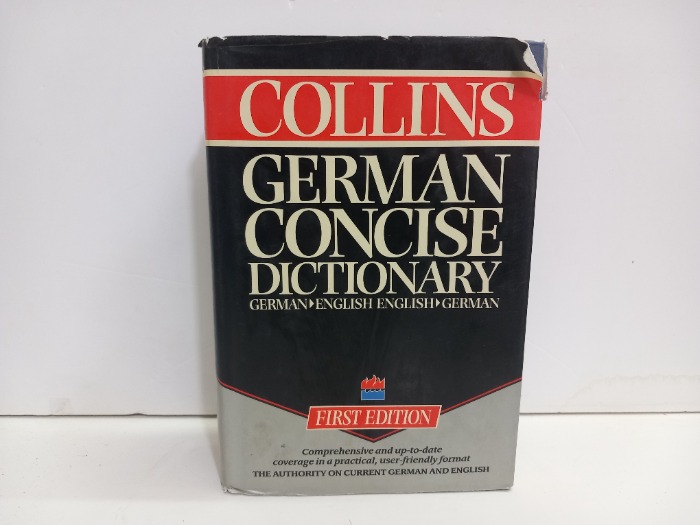 COLLINS
GERMAN
CONCISE
DICTIONARY
GERMAN▶ENGLISH ENGLISH▶GERMAN
FIRST EDITION
Comprehensive and up-to-date
coverage in a practical, user-friendly format
THE AUTHORITY ON CURRENT GERMAN AND ENGLISH